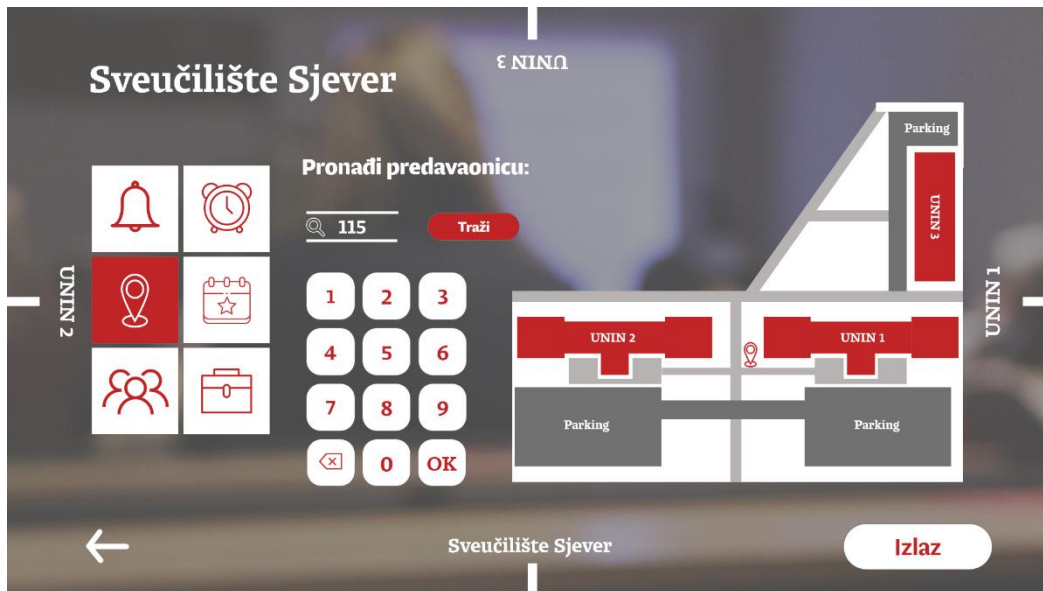 UNIN 3
Sveučilište Sjever
Parking
Pronađi predavaonicu:
115
Traži
UNIN 3
UNIN 2
UNIN 1
1 2 3
UNIN 2
UNIN 1
4 5 6
7 8 9
Parking
Parking
0 OK
Sveučilište Sjever
Izlaz